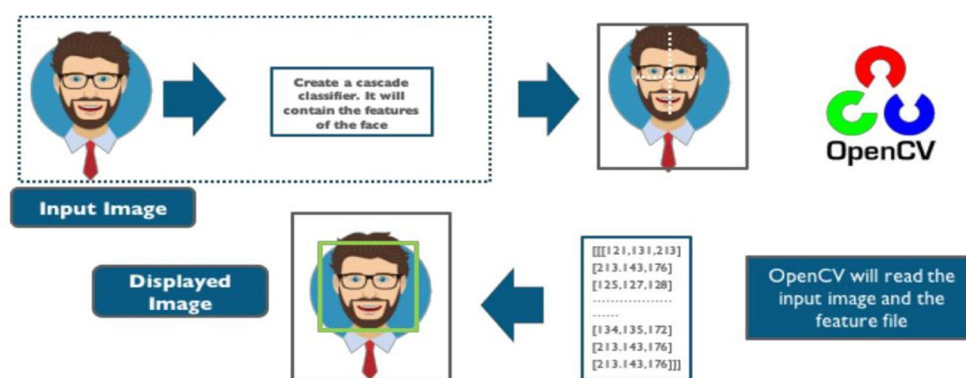 Create a cascade
classifier. It will
contain the features
of the face
OpenCV
Input Image
Displayed
Image
[[[121,131,213]
[213.143,176]
[125,127,128]
..................
......
[134,135,172]
[213.143,176]
[213.143,176]]]
OpenCV will read the
input image and the
feature file